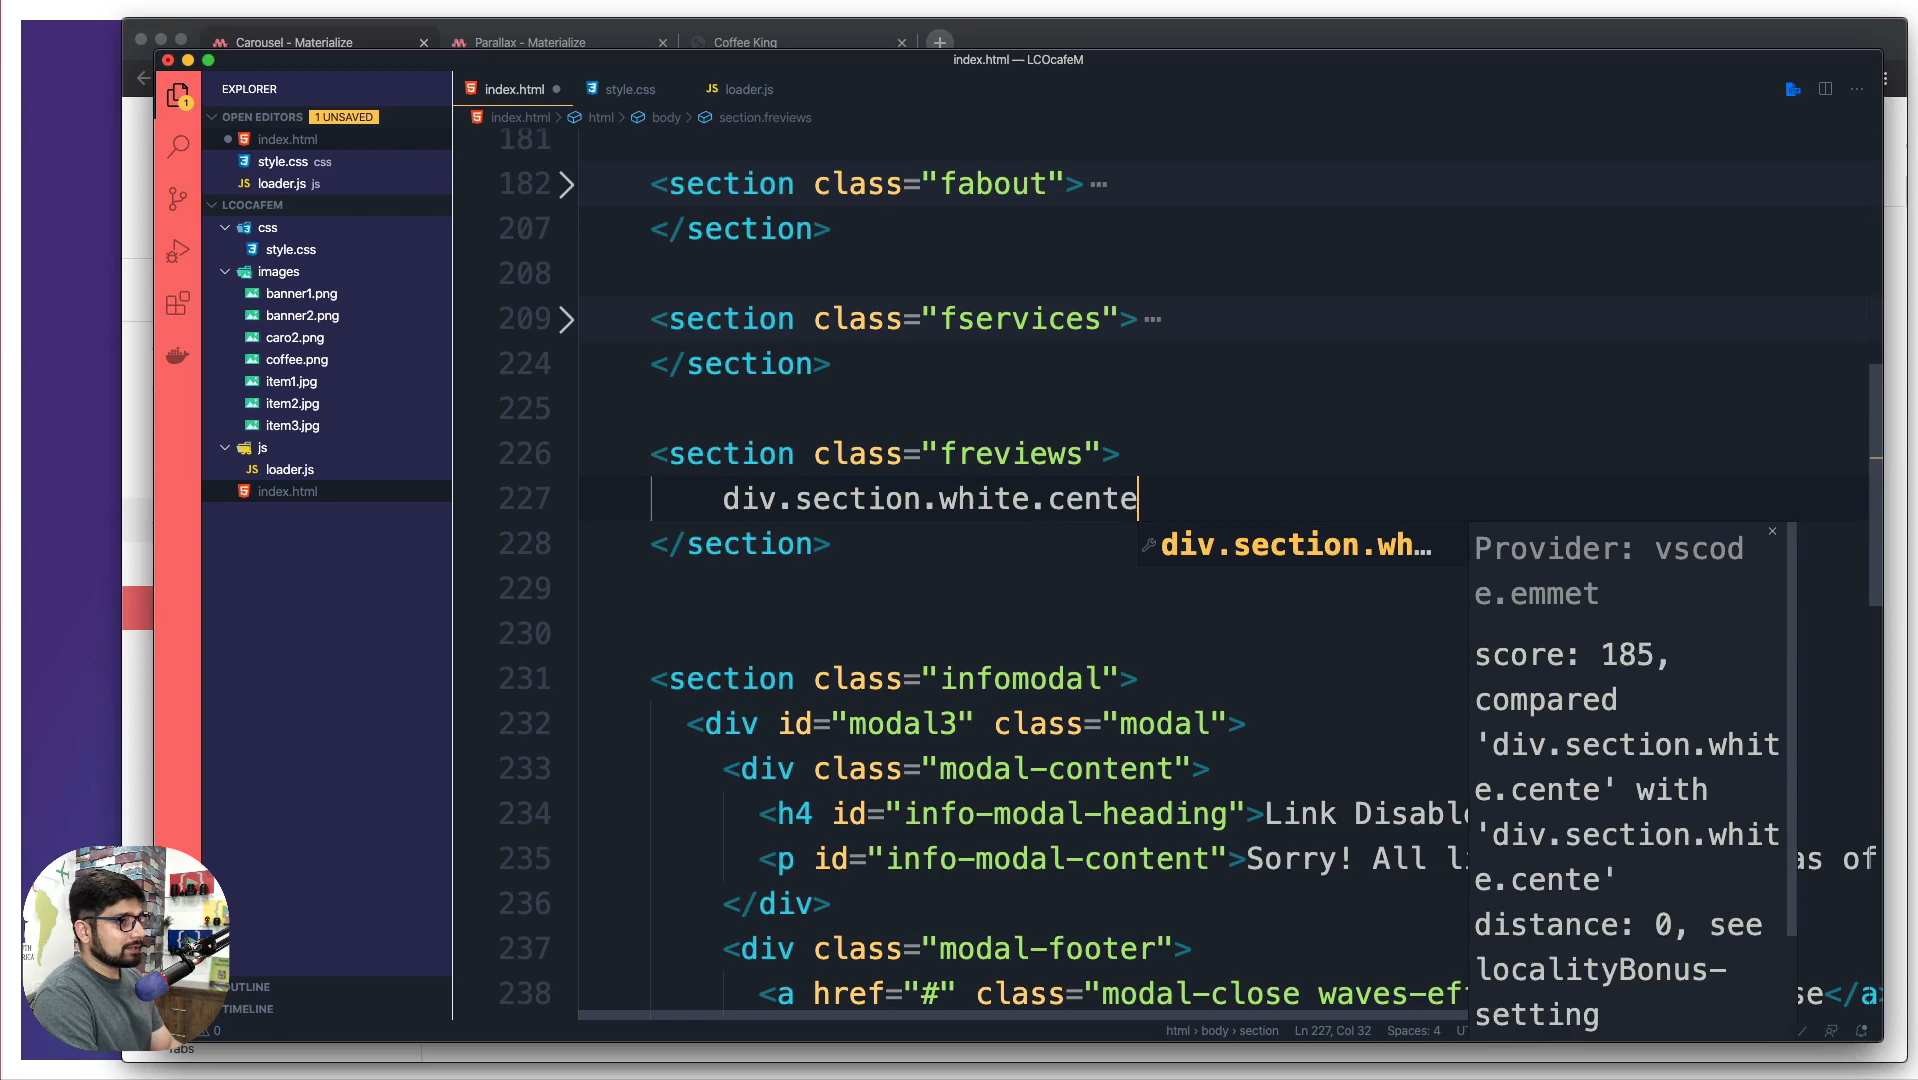 Carousel - Materialize
Parallax - Materialize
Coffee King
index.html — LCOcafeM
EXPLORER
index.html
style.css
JS loader.js
OPEN EDITORS 1 UNSAVED
index.html > html > body > section.freviews
index.html
style.css css
JS loader.js js
LCOCAFEM
css
style.css
images
banner1.png
banner2.png
caro2.png
coffee.png
item1.jpg
item2.jpg
item3.jpg
js
JS loader.js
index.html
OUTLINE
TIMELINE
181
182 <section class="fabout"> ...
207 </section>
208
209 <section class="fservices"> ...
224 </section>
225
226 <section class="freviews">
227 div.section.white.cente
228 </section>
229
230
231 <section class="infomodal">
232 <div id="modal3" class="modal">
233 <div class="modal-content">
234 <h4 id="info-modal-heading">Link Disabl
235 <p id="info-modal-content">Sorry! All l as of
236 </div>
237 <div class="modal-footer">
238 <a href="#" class="modal-close waves-ef se</a>
div.section.wh…
Provider: vscod
e.emmet
score: 185,
compared
'div.section.whit
e.cente' with
'div.section.whit
e.cente'
distance: 0, see
localityBonus-
setting
0
html › body › section Ln 227, Col 32 Spaces: 4
Tabs